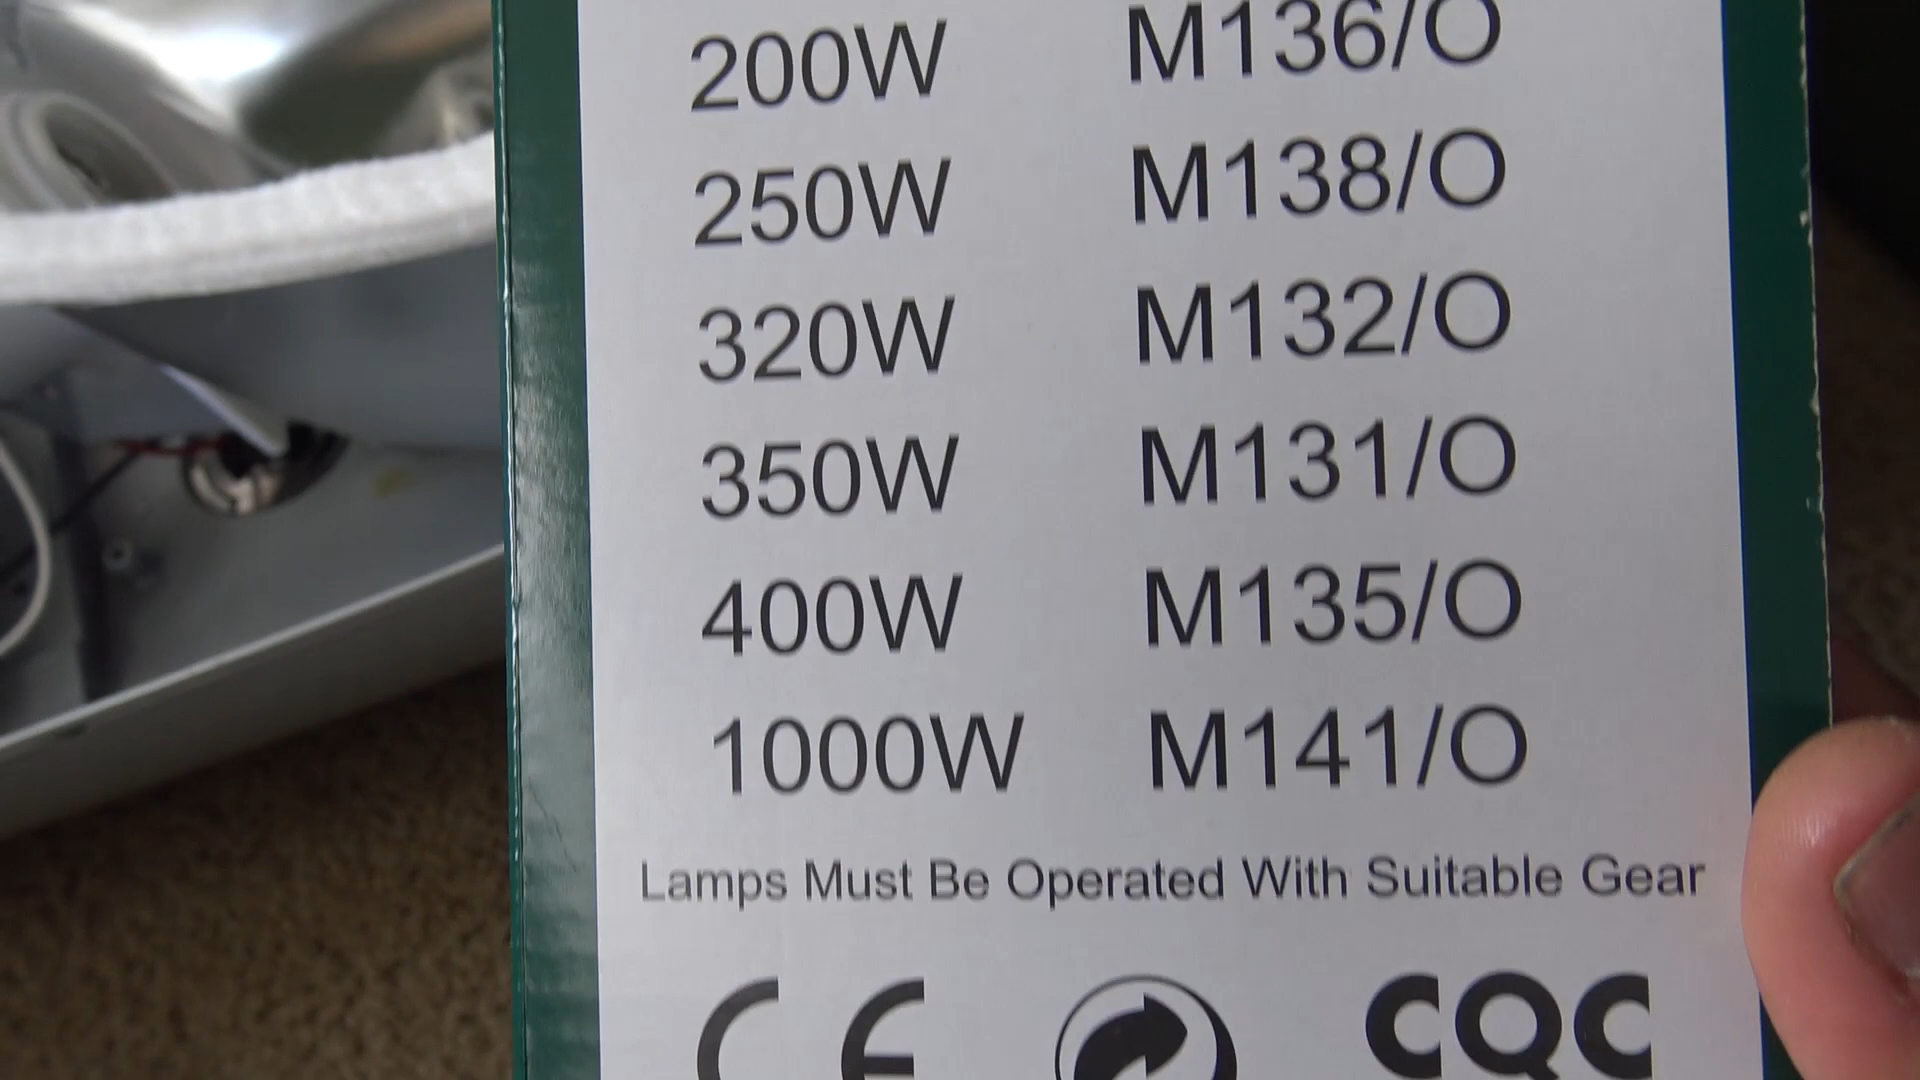 200W M136/O
250W M138/O
320W M132/O
350W M131/O
400W M135/O
1000W M141/O
Lamps Must Be Operated With Suitable Gear
CE CQC